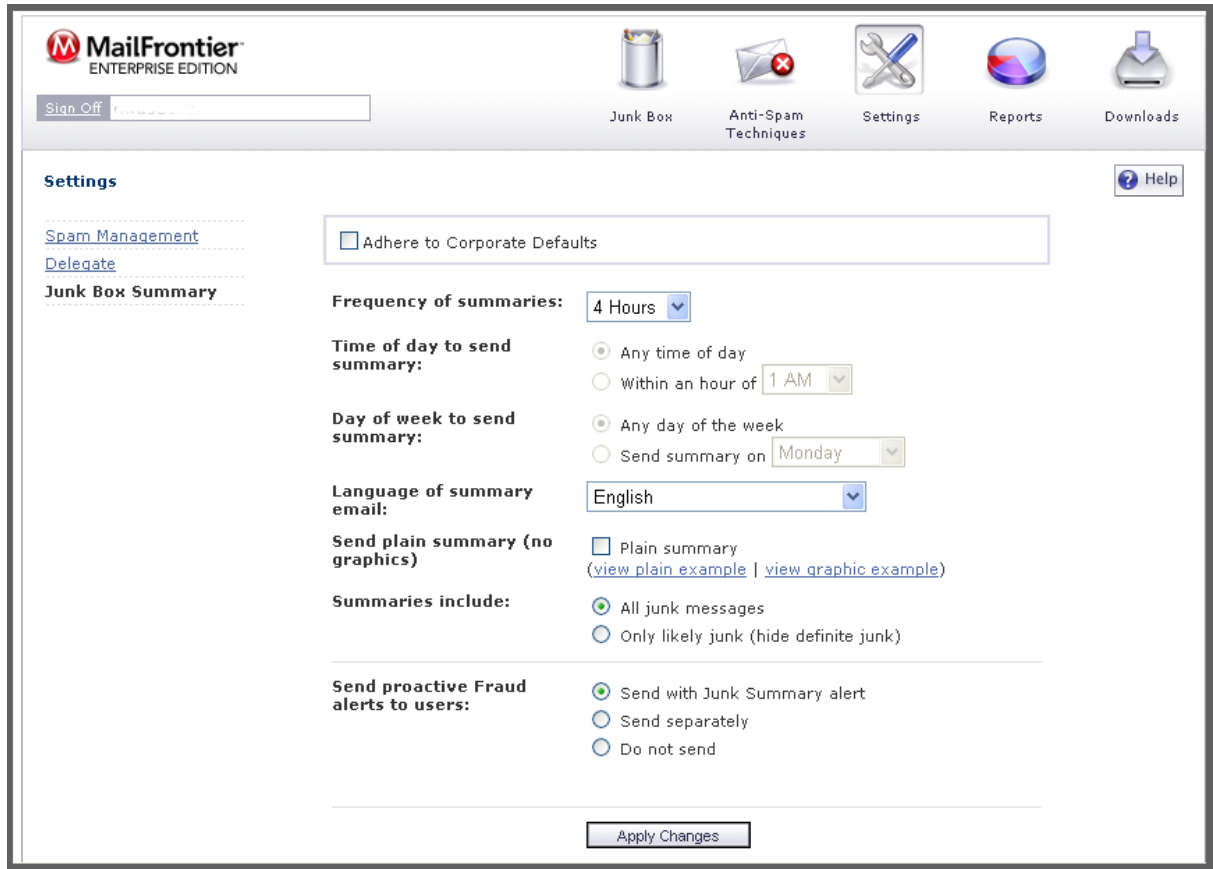 MailFrontier
ENTERPRISE EDITION
Sign Off
Junk Box
Anti-Spam
Techniques
Settings
Reports
Downloads
Settings
Help
Spam Management
Delegate
Junk Box Summary
Adhere to Corporate Defaults
Frequency of summaries:
4 Hours
Time of day to send
summary:
Any time of day
Within an hour of 1 AM
Day of week to send
summary:
Any day of the week
Send summary on Monday
Language of summary
email:
English
Send plain summary (no
graphics)
Plain summary
(view plain example | view graphic example)
Summaries include:
All junk messages
Only likely junk (hide definite junk)
Send proactive Fraud
alerts to users:
Send with Junk Summary alert
Send separately
Do not send
Apply Changes